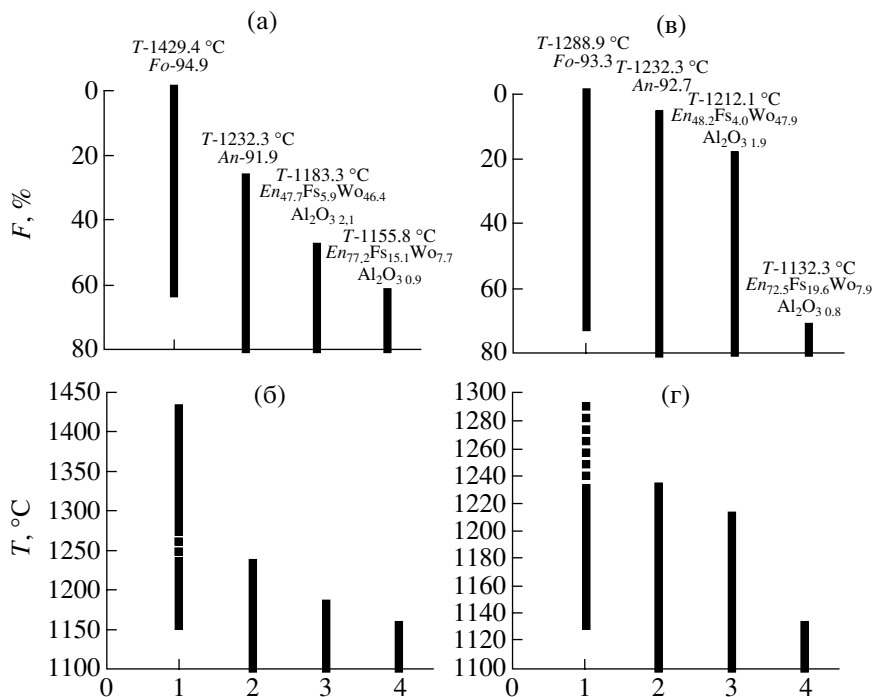 (а)
T-1429.4 °C
Fo-94.9
0
20
40
60
80
F, %
T-1232.3 °C
An-91.9
T-1183.3 °C
En47.7Fs5.9Wo46.4
Al2O3 2,1
T-1155.8 °C
En77.2Fs15.1Wo7.7
Al2O3 0.9
(в)
T-1288.9 °C
Fo-93.3
T-1232.3 °C
An-92.7
T-1212.1 °C
En48.2Fs4.0Wo47.9
Al2O3 1.9
T-1132.3 °C
En72.5Fs19.6Wo7.9
Al2O3 0.8
0
20
40
60
80
(б)
1450
1400
1350
1300
1250
1200
1150
1100
T, °C
0 1 2 3 4
(г)
1300
1280
1260
1240
1220
1200
1180
1160
1140
1120
1100
0 1 2 3 4